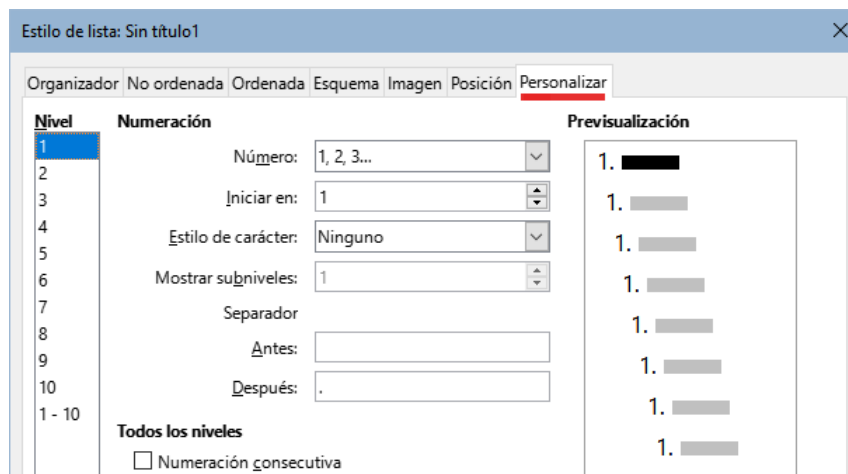 Estilo de lista: Sin título1
Organizador No ordenada Ordenada Esquema Imagen Posición Personalizar
Nivel
1
2
3
4
5
6
7
8
9
10
1 - 10
Numeración
Número: 1, 2, 3...
Iniciar en: 1
Estilo de carácter: Ninguno
Mostrar subniveles: 1
Separador
Antes:
Después: .
Todos los niveles
Numeración consecutiva
Previsualización
1.
1.
1.
1.
1.
1.
1.
1.